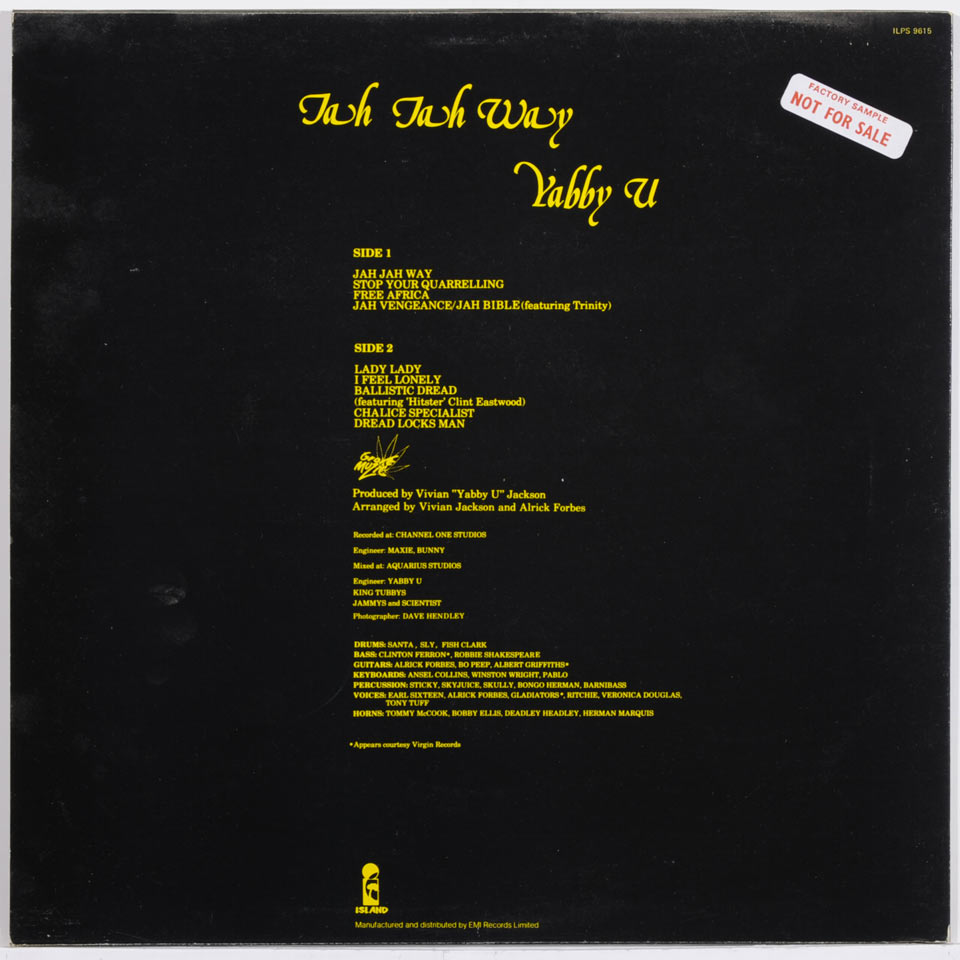 ILPS 9615
FACTORY SAMPLE
NOT FOR SALE
Jah Jah Way
Yabby U
SIDE 1
JAH JAH WAY
STOP YOUR QUARRELLING
FREE AFRICA
JAH VENGEANCE/JAH BIBLE (featuring Trinity)
SIDE 2
LADY LADY
I FEEL LONELY
BALLISTIC DREAD
(featuring 'Hitster' Clint Eastwood)
CHALICE SPECIALIST
DREAD LOCKS MAN
Grove
Music
Produced by Vivian "Yabby U" Jackson
Arranged by Vivian Jackson and Alrick Forbes
Recorded at: CHANNEL ONE STUDIOS
Engineer: MAXIE, BUNNY
Mixed at: AQUARIUS STUDIOS
Engineer: YABBY U
KING TUBBYS
JAMMYS and SCIENTIST
Photographer: DAVE HENDLEY
DRUMS: SANTA, SLY, FISH CLARK
BASS: CLINTON FERRON*, ROBBIE SHAKESPEARE
GUITARS: ALRICK FORBES, BO PEEP, ALBERT GRIFFITHS*
KEYBOARDS: ANSEL COLLINS, WINSTON WRIGHT, PABLO
PERCUSSION: STICKY, SKYJUICE, SKULLY, BONGO HERMAN, BARNIBASS
VOICES: EARL SIXTEEN, ALRICK FORBES, GLADIATORS*, RITCHIE, VERONICA DOUGLAS,
TONY TUFF
HORNS: TOMMY McCOOK, BOBBY ELLIS, DEADLEY HEADLEY, HERMAN MARQUIS
*Appears courtesy Virgin Records
ISLAND
Manufactured and distributed by EMI Records Limited